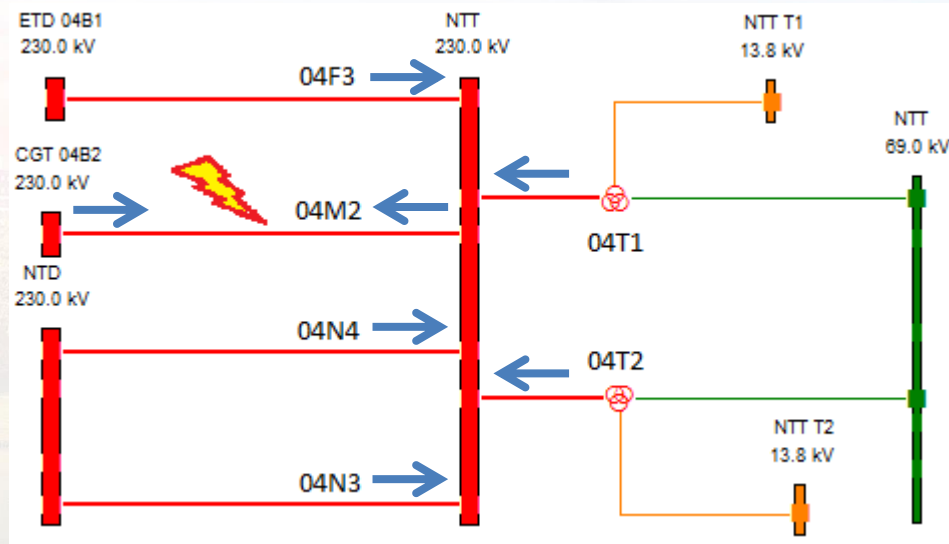 ETD 04B1
230.0 kV
NTT
230.0 kV
NTT T1
13.8 kV
04F3
NTT
69.0 kV
CGT 04B2
230.0 kV
04M2
04T1
NTD
230.0 kV
04N4
04T2
NTT T2
13.8 kV
04N3